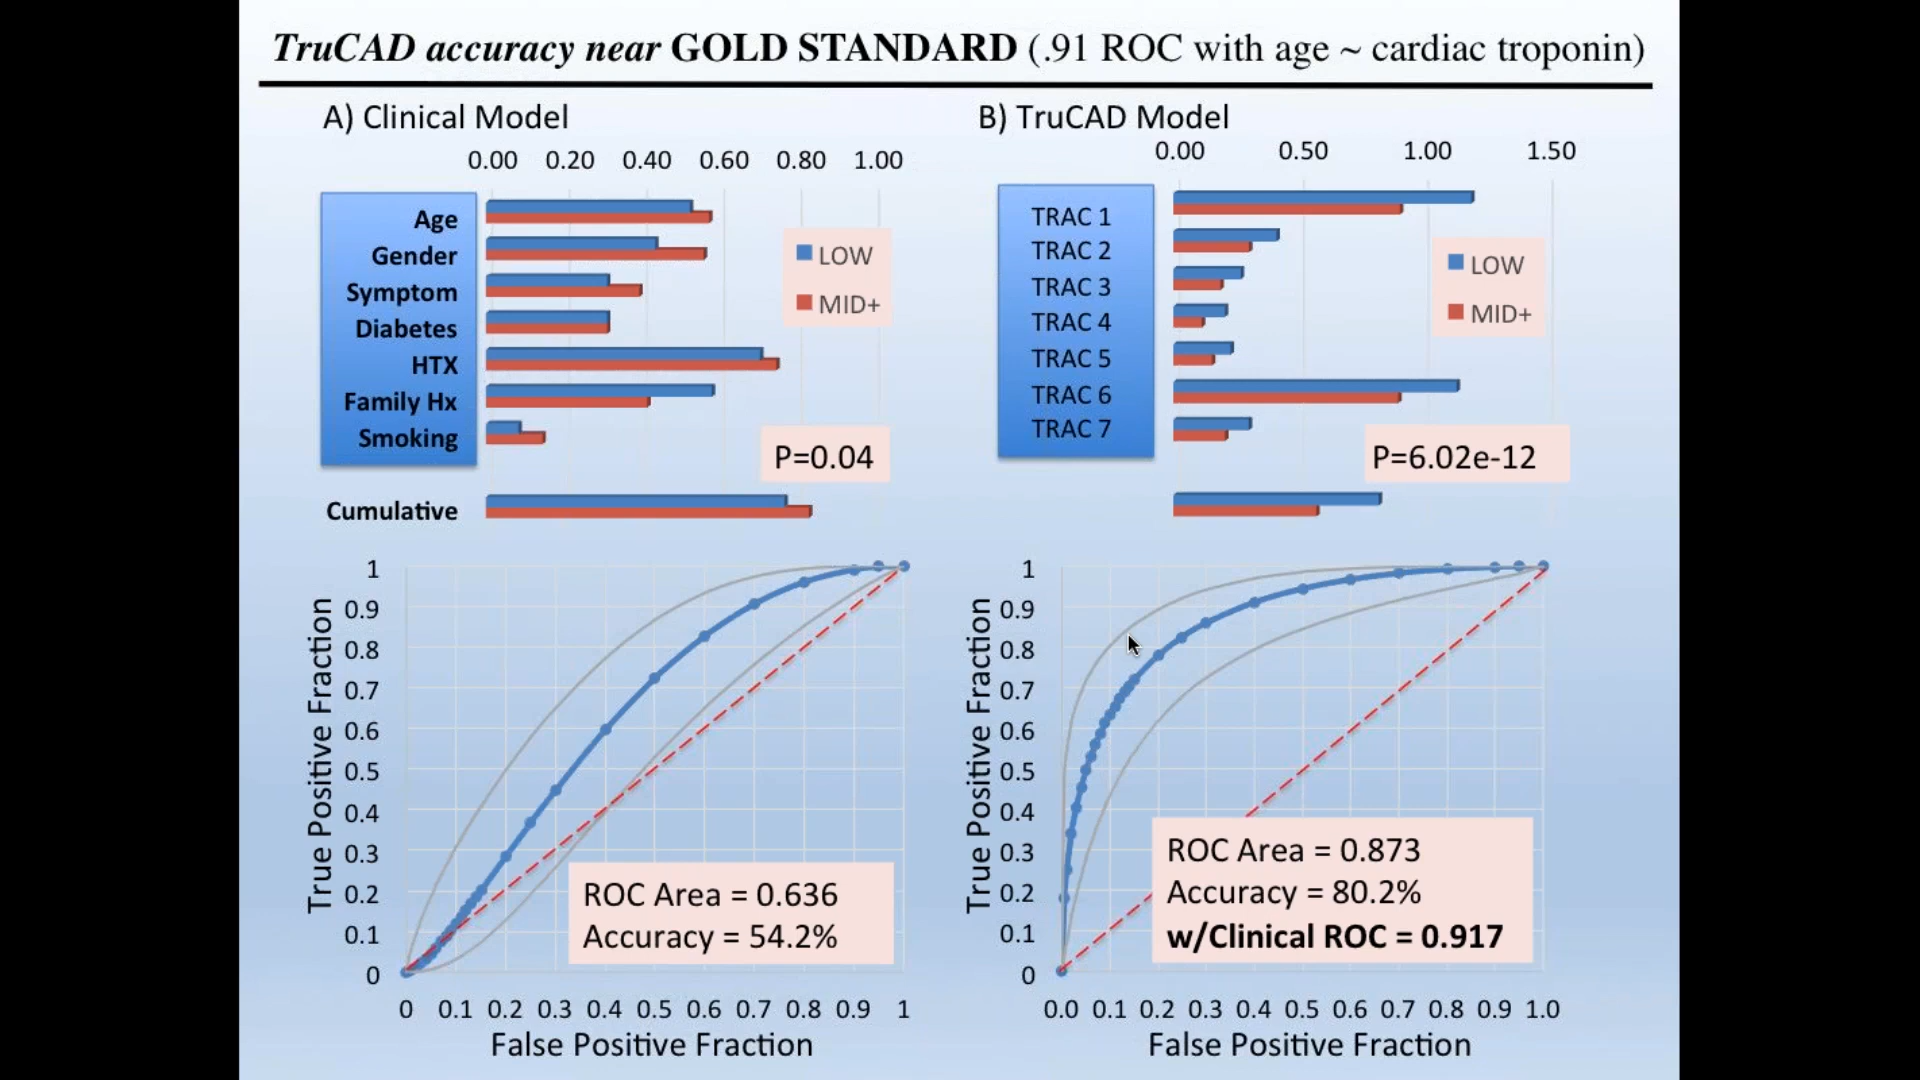 TruCAD accuracy near GOLD STANDARD (.91 ROC with age ~ cardiac troponin)
A) Clinical Model
0.00 0.20 0.40 0.60 0.80 1.00
Age
Gender
Symptom
Diabetes
HTX
Family Hx
Smoking
Cumulative
LOW
MID+
P=0.04
B) TruCAD Model
0.00 0.50 1.00 1.50
TRAC 1
TRAC 2
TRAC 3
TRAC 4
TRAC 5
TRAC 6
TRAC 7
LOW
MID+
P=6.02e-12
True Positive Fraction
1
0.9
0.8
0.7
0.6
0.5
0.4
0.3
0.2
0.1
0
ROC Area = 0.636
Accuracy = 54.2%
0 0.1 0.2 0.3 0.4 0.5 0.6 0.7 0.8 0.9 1
False Positive Fraction
True Positive Fraction
1
0.9
0.8
0.7
0.6
0.5
0.4
0.3
0.2
0.1
0
ROC Area = 0.873
Accuracy = 80.2%
w/Clinical ROC = 0.917
0.0 0.1 0.2 0.3 0.4 0.5 0.6 0.7 0.8 0.9 1.0
False Positive Fraction